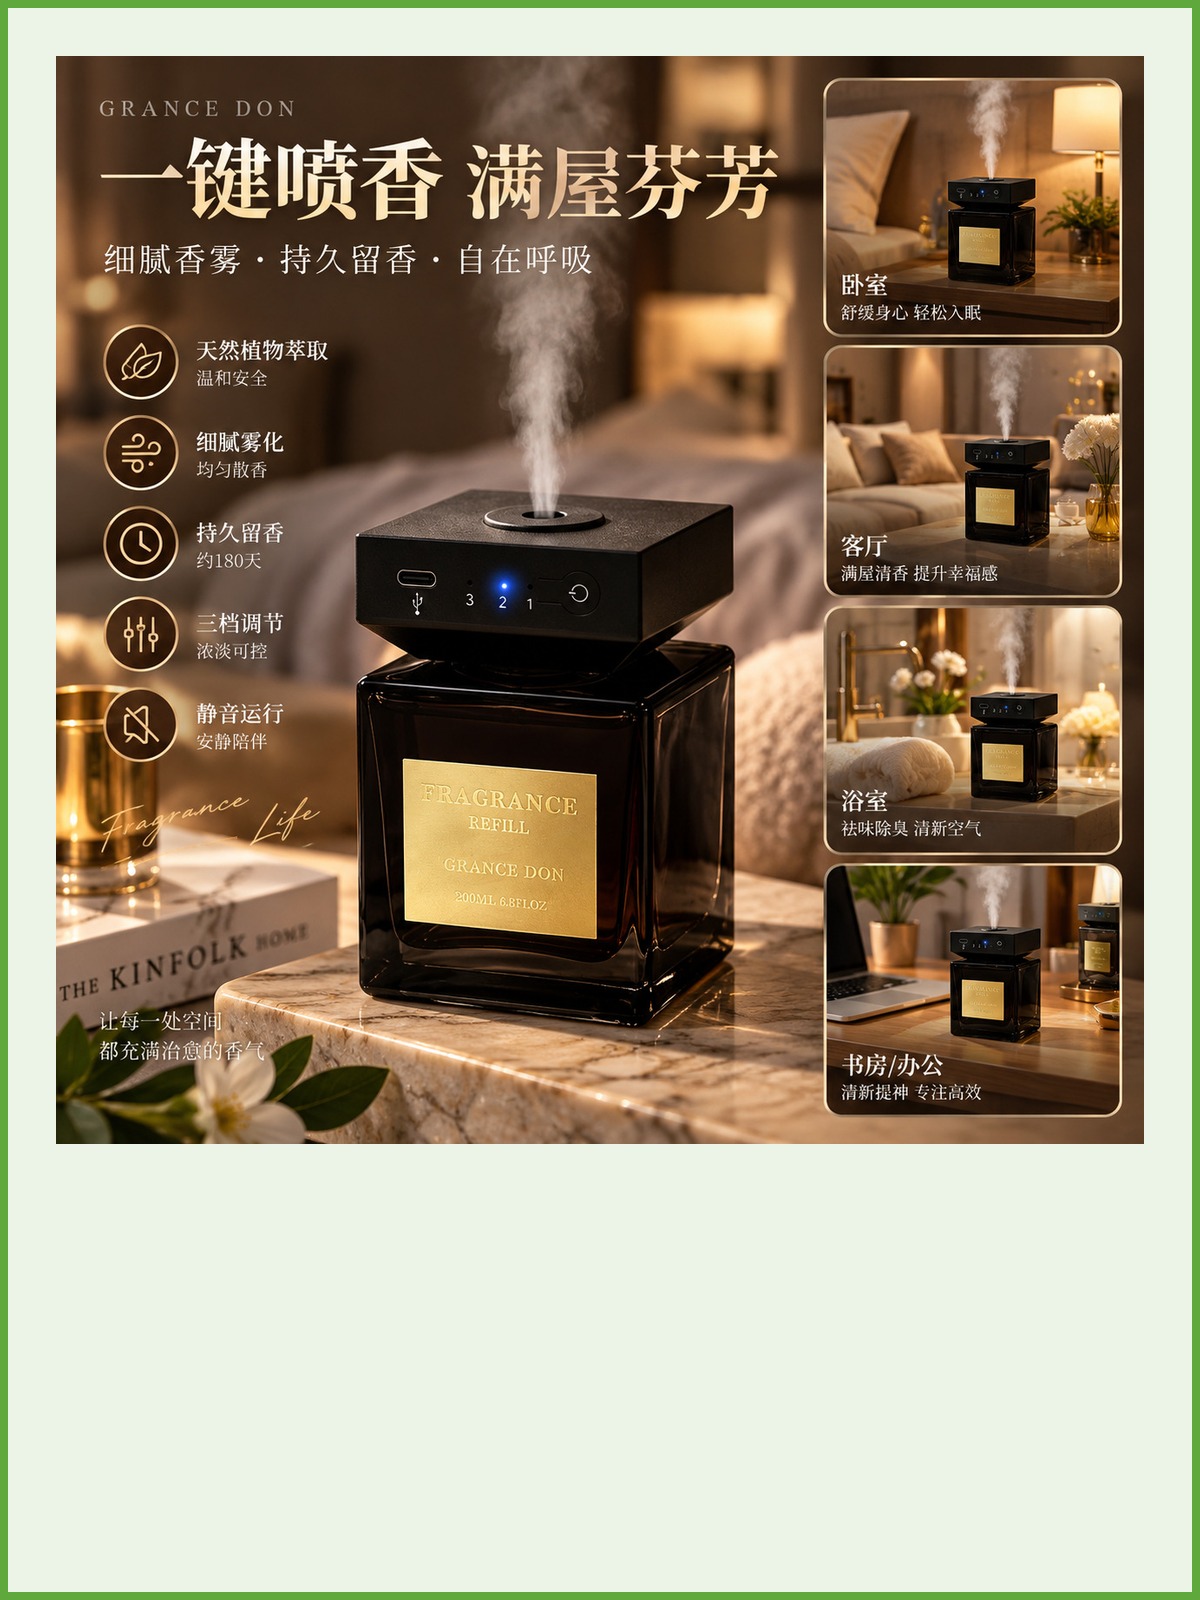 GRANCE DON
一键喷香 满屋芬芳
细腻香雾·持久留香·自在呼吸
天然植物萃取
温和安全
细腻雾化
均匀散香
持久留香
约180天
三档调节
浓淡可控
静音运行
安静陪伴
Fragrance Life
THE KINFOLK HOME
让每一处空间
都充满治愈的香气
3 2 1
FRAGRANCE
REFILL
GRANCE DON
200ML 6.8FL.OZ
卧室
舒缓身心 轻松入眠
客厅
满屋清香 提升幸福感
浴室
祛味除臭 清新空气
书房/办公
清新提神 专注高效